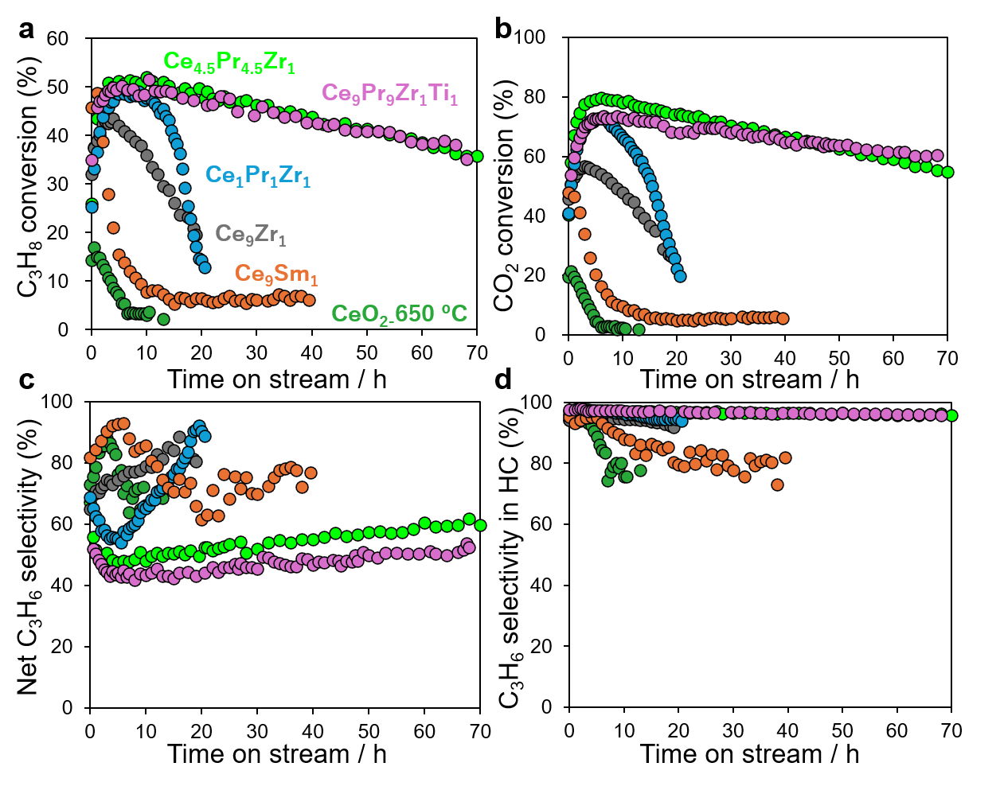 a
60
50
40
30
20
10
0
C₃H₈ conversion (%)
Ce₄.₅Pr₄.₅Zr₁
Ce₉Pr₉Zr₁Ti₁
Ce₁Pr₁Zr₁
Ce₉Zr₁
Ce₉Sm₁
CeO₂₋650 ºC
0 10 20 30 40 50 60 70
Time on stream / h
b
100
80
60
40
20
0
CO₂ conversion (%)
0 10 20 30 40 50 60 70
Time on stream / h
c
100
80
60
40
20
0
Net C₃H₆ selectivity (%)
0 10 20 30 40 50 60 70
Time on stream / h
d
100
80
60
40
20
0
C₃H₆ selectivity in HC (%)
0 10 20 30 40 50 60 70
Time on stream / h